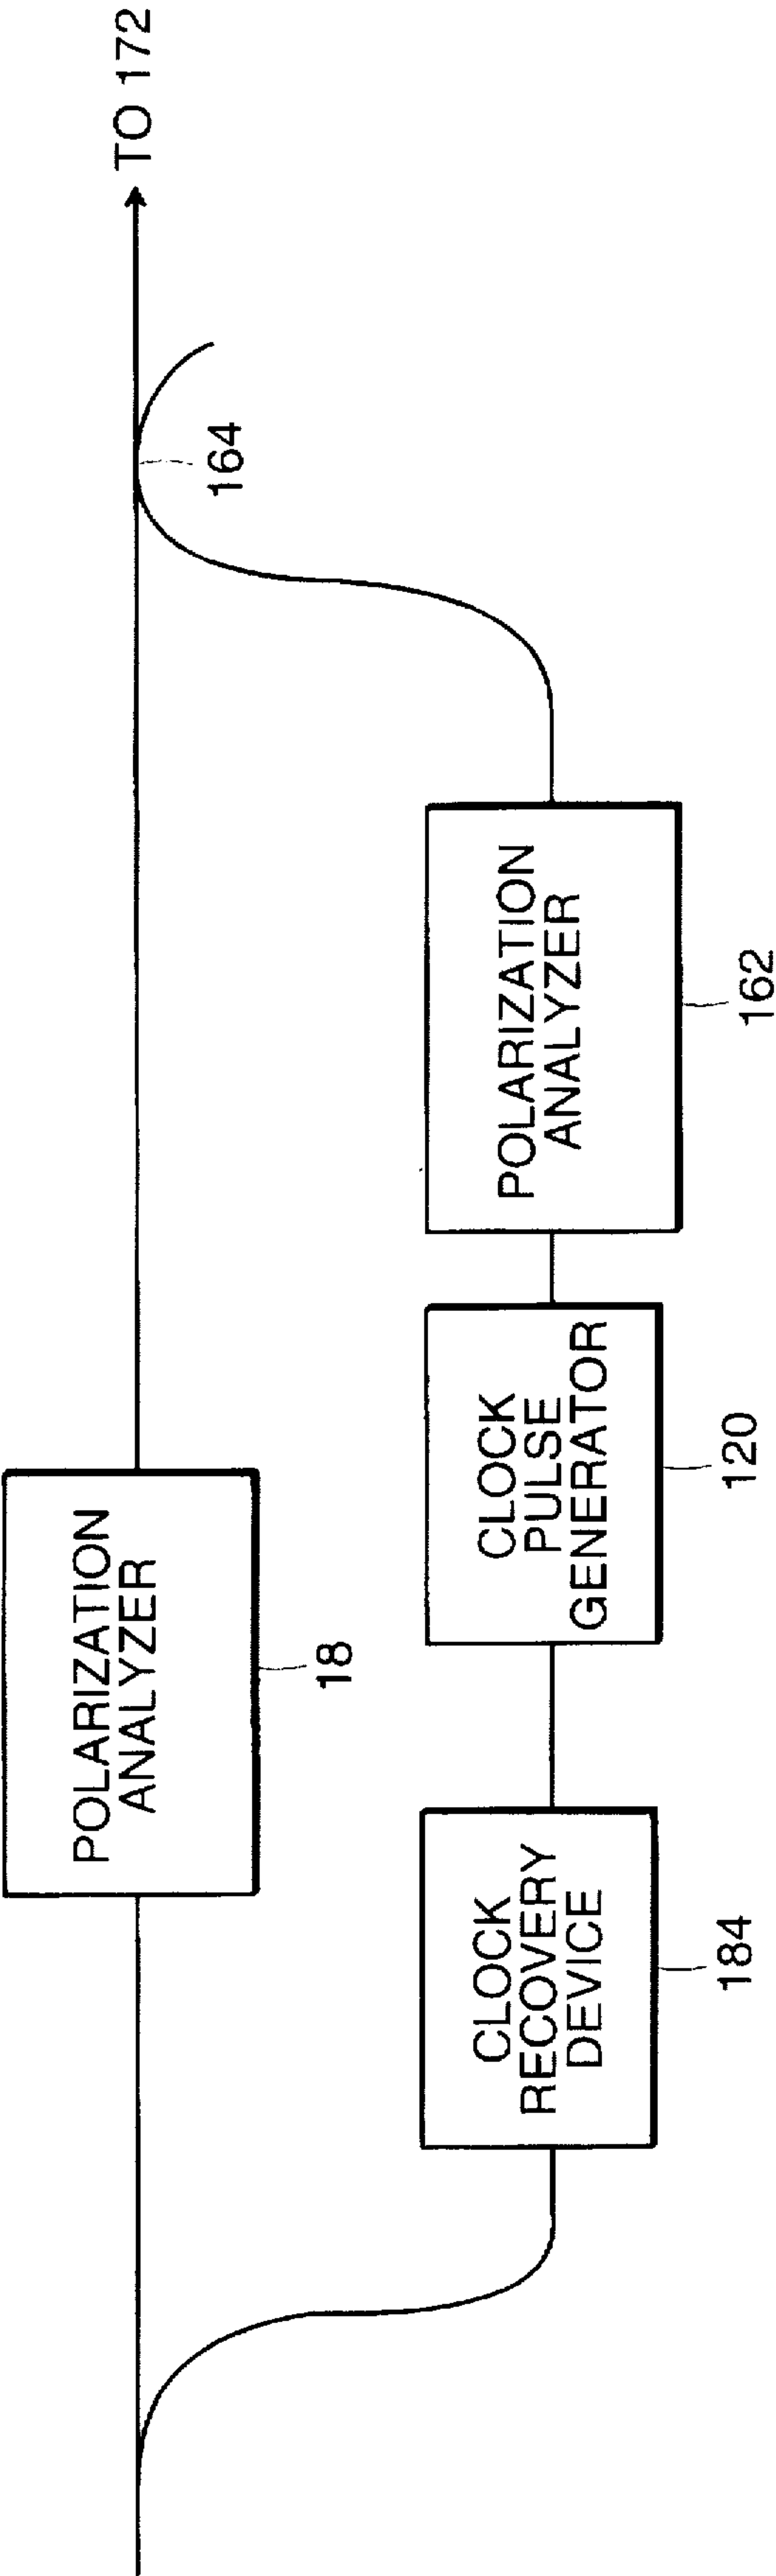 POLARIZATION
ANALYZER
18
TO 172
164
CLOCK
RECOVERY
DEVICE
184
CLOCK
PULSE
GENERATOR
120
POLARIZATION
ANALYZER
162